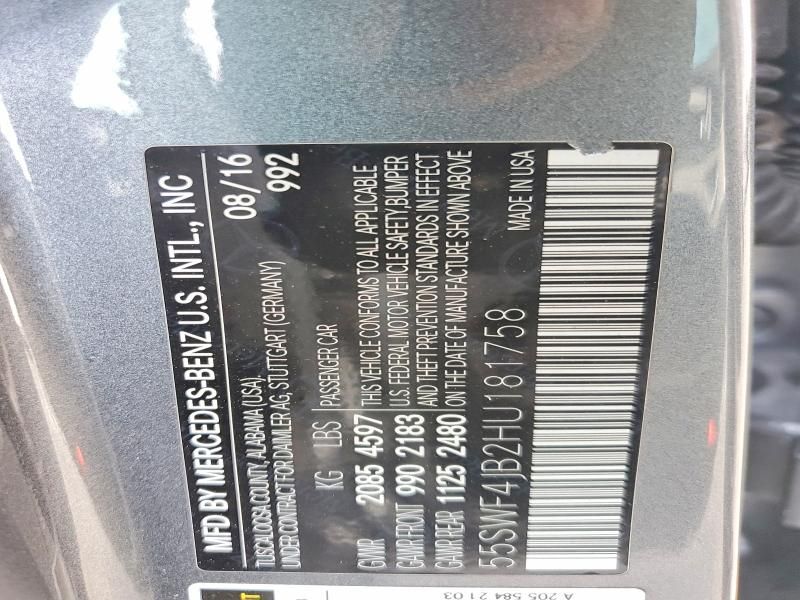 MFD BY MERCEDES-BENZ U.S. INTL., INC
TUSCALOOSA COUNTY, ALABAMA (USA), 08/16
UNDER CONTRACT FOR DAIMLER AG, STUTTGART (GERMANY) 992
KG LBS PASSENGER CAR
GVWR 2085 4597 THIS VEHICLE CONFORMS TO ALL APPLICABLE
GAWR FRONT 990 2183 U.S. FEDERAL MOTOR VEHICLE SAFETY, BUMPER
GAWR REAR 1125 2480 AND THEFT PREVENTION STANDARDS IN EFFECT
ON THE DATE OF MANUFACTURE SHOWN ABOVE
55SWF4JB2HU181758 MADE IN USA
A 205 584 21 03